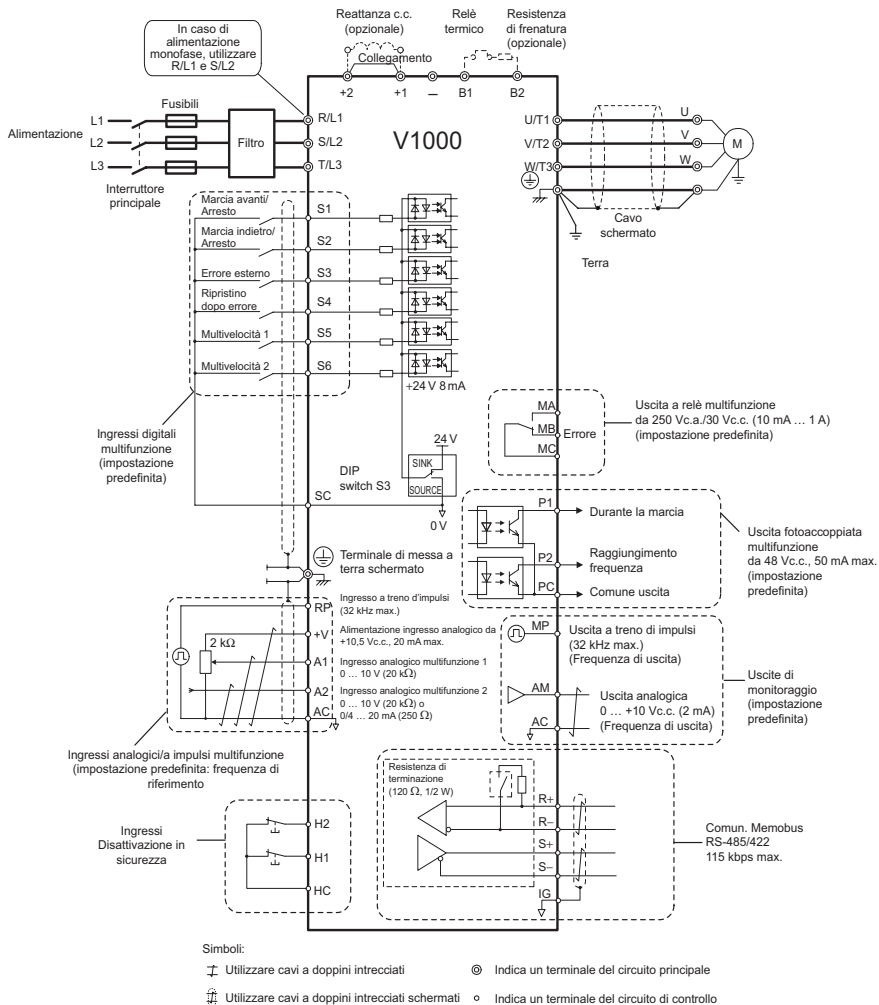 Reattanza c.c.
(opzionale)
Relè
termico
Resistenza
di frenatura
(opzionale)
In caso di
alimentazione
monofase, utilizzare
R/L1 e S/L2
Collegamento
+2
+1
–
B1
B2
Fusibili
L1
L2
L3
Alimentazione
Filtro
Interruttore
principale
R/L1
S/L2
T/L3
V1000
U/T1
V/T2
W/T3
U
V
W
M
Cavo
schermato
Terra
Marcia avanti/
Arresto
S1
Marcia indietro/
Arresto
S2
Errore esterno
S3
Ripristino
dopo errore
S4
Multivelocità 1
S5
Multivelocità 2
S6
+24 V 8 mA
Ingressi digitali
multifunzione
(impostazione
predefinita)
24 V
SINK
SOURCE
0 V
DIP
switch S3
SC
MA
MB
MC
Errore
Uscita a relè multifunzione
da 250 Vc.a./30 Vc.c. (10 mA … 1 A)
(impostazione predefinita)
P1
Durante la marcia
P2
Raggiungimento
frequenza
PC
Comune uscita
Uscita fotoaccoppiata
multifunzione
da 48 Vc.c., 50 mA max.
(impostazione
predefinita)
Terminale di messa a
terra schermato
RP
Ingresso a treno d'impulsi
(32 kHz max.)
+V
Alimentazione ingresso analogico da
+10,5 Vc.c., 20 mA max.
2 kΩ
A1
Ingresso analogico multifunzione 1
0 … 10 V (20 kΩ)
A2
Ingresso analogico multifunzione 2
0 … 10 V (20 kΩ) o
0/4 … 20 mA (250 Ω)
AC
Ingressi analogici/a impulsi multifunzione
(impostazione predefinita: frequenza di
riferimento
MP
Uscita a treno di impulsi
(32 kHz max.)
(Frequenza di uscita)
AM
Uscita analogica
0 … +10 Vc.c. (2 mA)
(Frequenza di uscita)
AC
Uscite di
monitoraggio
(impostazione
predefinita)
Resistenza di
terminazione
(120 Ω, 1/2 W)
R+
R−
S+
S−
IG
Comun. Memobus
RS-485/422
115 kbps max.
Ingressi
Disattivazione in
sicurezza
H2
H1
HC
Simboli:
Utilizzare cavi a doppini intrecciati
Indica un terminale del circuito principale
Utilizzare cavi a doppini intrecciati schermati
Indica un terminale del circuito di controllo